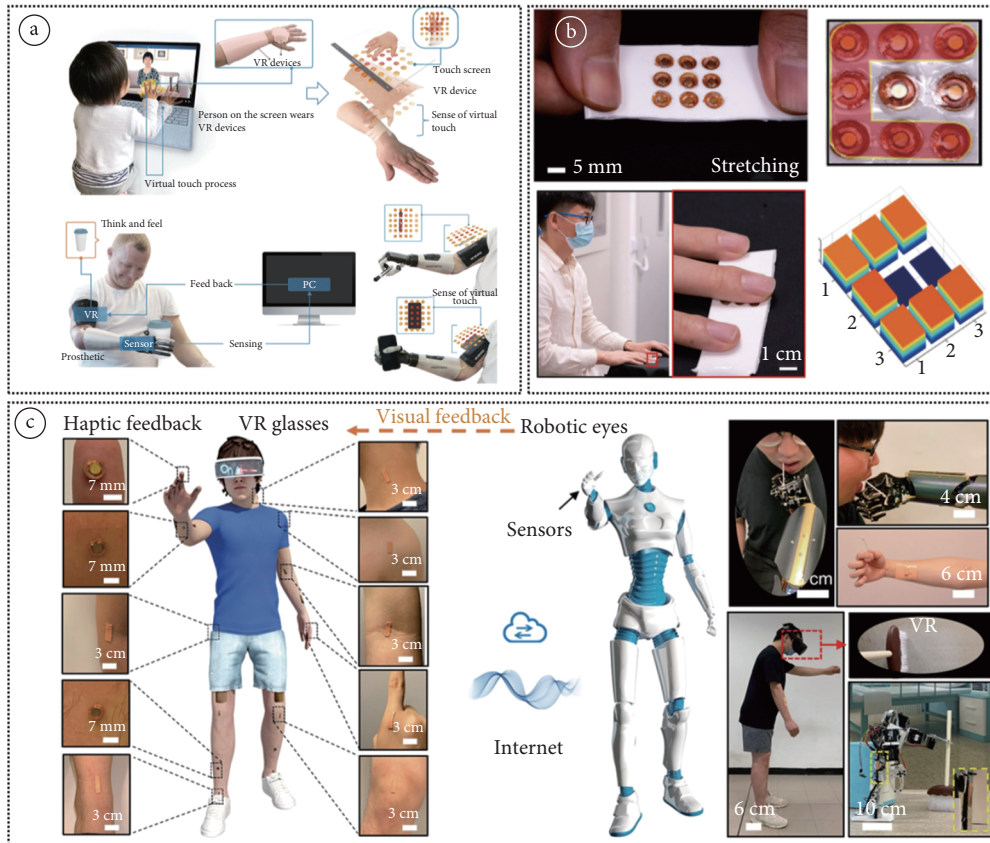 a
VR devices
Person on the screen wears
VR devices
Virtual touch process
Touch screen
VR device
Sense of virtual
touch
Think and feel
VR
Feed back
PC
Prosthetic
Sensor
Sensing
Sense of virtual
touch
b
5 mm
Stretching
1 cm
1
2
3
1
2
3
c
Haptic feedback
VR glasses
Visual feedback
Robotic eyes
7 mm
7 mm
3 cm
7 mm
3 cm
3 cm
3 cm
3 cm
3 cm
3 cm
Sensors
Internet
cm
4 cm
6 cm
6 cm
VR
10 cm